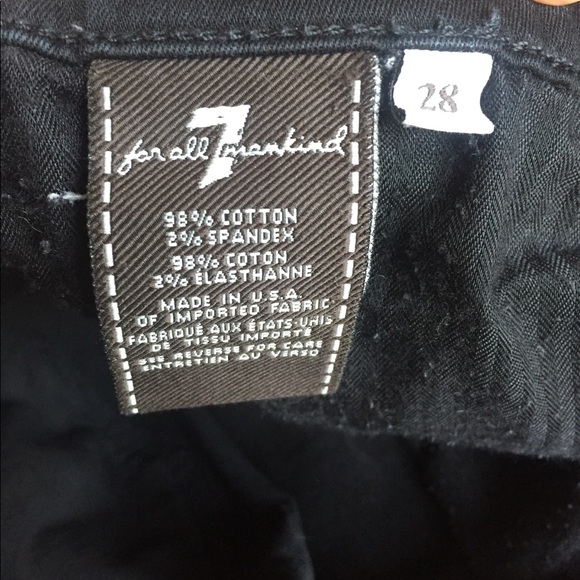 7
for all mankind
28
98% COTTON
2% SPANDEX
98% COTON
2% ÉLASTHANNE
MADE IN U.S.A.
OF IMPORTED FABRIC
FABRIQUÉ AUX ÉTATS-UNIS
DE TISSU IMPORTÉ
SEE REVERSE FOR CARE
ENTRETIEN AU VERSO